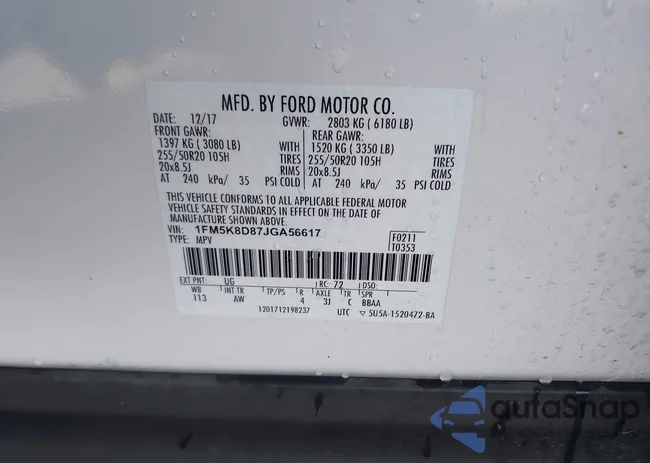 MFD. BY FORD MOTOR CO.
DATE: 12/17 GVWR: 2803 KG ( 6180 LB)
FRONT GAWR: REAR GAWR:
1397 KG ( 3080 LB) WITH 1520 KG ( 3350 LB) WITH
255/50R20 105H TIRES 255/50R20 105H TIRES
20x8.5J RIMS 20x8.5J RIMS
AT 240 kPa/ 35 PSI COLD AT 240 kPa/ 35 PSI COLD
THIS VEHICLE CONFORMS TO ALL APPLICABLE FEDERAL MOTOR
VEHICLE SAFETY STANDARDS IN EFFECT ON THE DATE OF
MANUFACTURE SHOWN ABOVE.
VIN: 1FM5K8D87JGA56617 F0211
TYPE: MPV T0353
EXT PNT: UG RC: 72 DSO:
WB INT TR TP/PS R AXLE TR SPR
113 AW 4 3J C BBAA
1201712198237 UTC ▽ 5U5A-1520472-BA
autoSnap